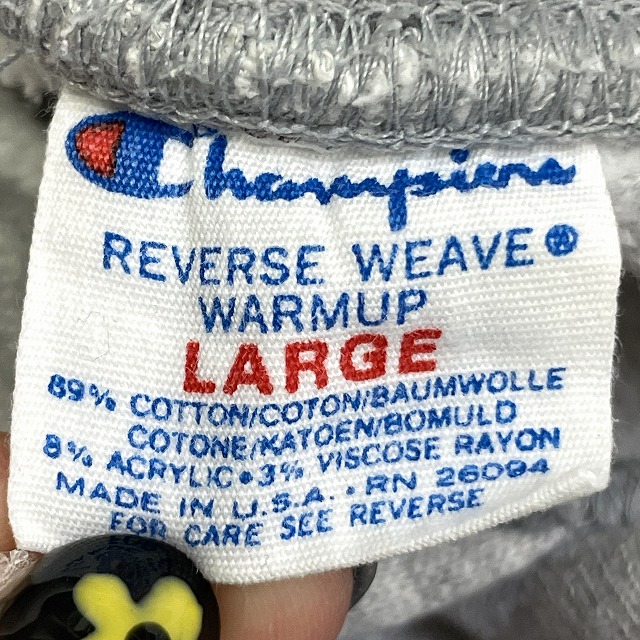 Champion
REVERSE WEAVE®
WARMUP
LARGE
89% COTTON/COTON/BAUMWOLLE
COTONE/KATOEN/BOMULD
8% ACRYLIC•3% VISCOSE RAYON
MADE IN U.S.A. • RN 26094
FOR CARE SEE REVERSE